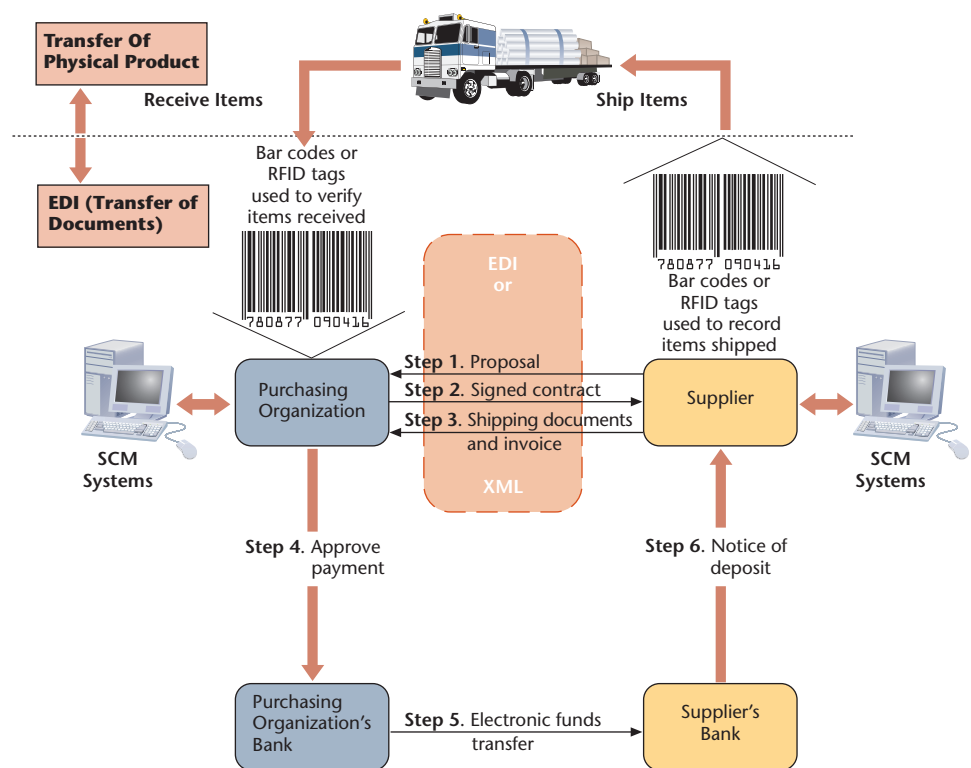 Transfer Of
Physical Product
Receive Items
Ship Items
EDI (Transfer of
Documents)
Bar codes or
RFID tags
used to verify
items received
780877 090416
780877 090416
Bar codes or
RFID tags
used to record
items shipped
EDI
or
XML
Step 1. Proposal
Step 2. Signed contract
Step 3. Shipping documents
and invoice
Purchasing
Organization
Supplier
SCM
Systems
SCM
Systems
Step 4. Approve
payment
Step 6. Notice of
deposit
Purchasing
Organization's
Bank
Step 5. Electronic funds
transfer
Supplier's
Bank